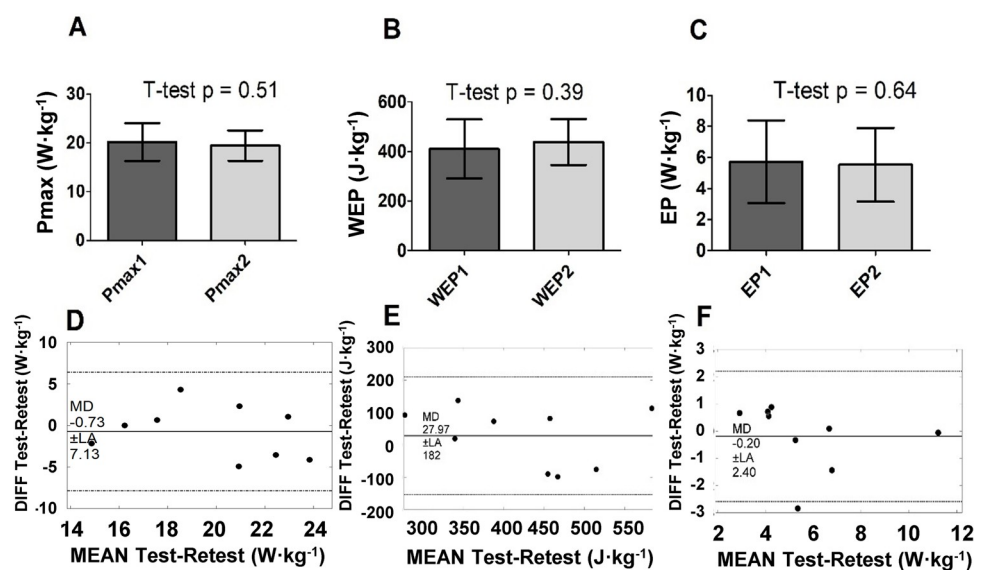 A
T-test p = 0.51
Pmax (W·kg-1)
30
20
10
0
Pmax1
Pmax2
B
T-test p = 0.39
WEP (J·kg-1)
600
400
200
0
WEP1
WEP2
C
T-test p = 0.64
EP (W·kg-1)
10
8
6
4
2
0
EP1
EP2
D
DIFF Test-Retest (W·kg-1)
10
5
0
-5
-10
MD
-0.73
±LA
7.13
14
16
18
20
22
24
MEAN Test-Retest (W·kg-1)
E
DIFF Test-Retest (J·kg-1)
300
200
100
0
-100
-200
MD
27.97
±LA
182
300
350
400
450
500
550
MEAN Test-Retest (J·kg-1)
F
DIFF Test-Retest (W·kg-1)
3
2
1
0
-1
-2
-3
MD
-0.20
±LA
2.40
2
4
6
8
10
12
MEAN Test-Retest (W·kg-1)